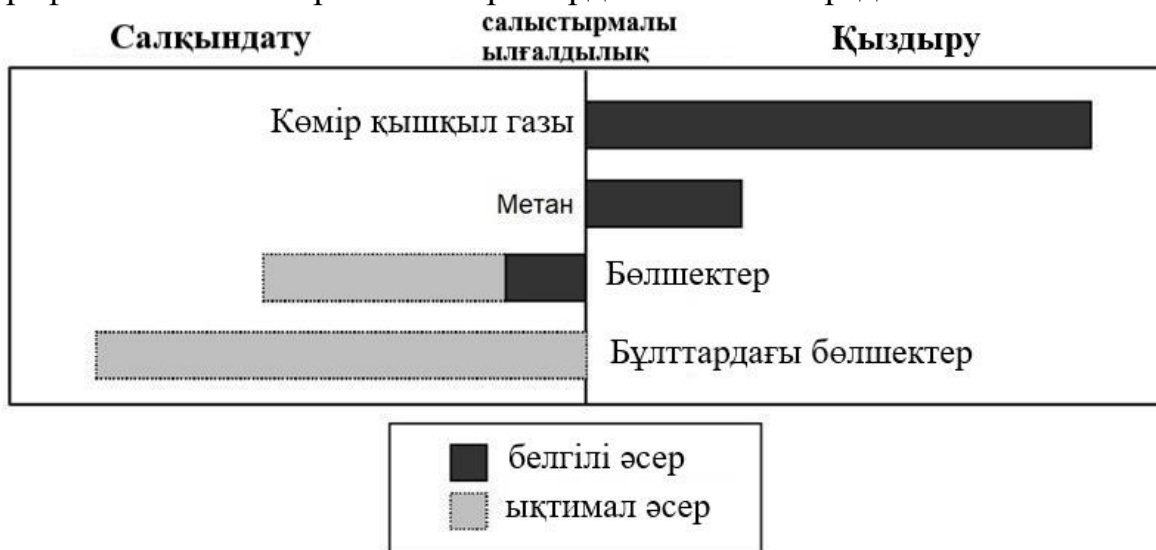 Салқындату
салыстырмалы
ылғалдылық
Қыздыру
Көмір қышқыл газы
Метан
Бөлшектер
Бұлттардағы бөлшектер
белгілі әсер
ықтимал әсер